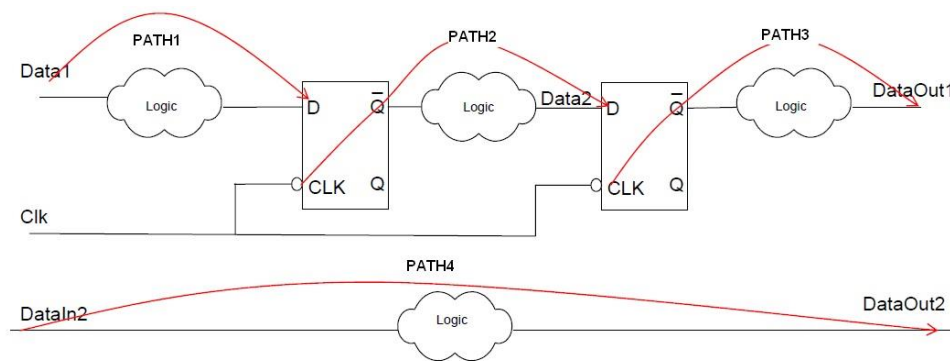 PATH1
PATH2
PATH3
Data1
Logic
D
Q̅
Logic
Data2
D
Q̅
Logic
DataOut1
CLK
Q
CLK
Q
Clk
PATH4
DataIn2
Logic
DataOut2